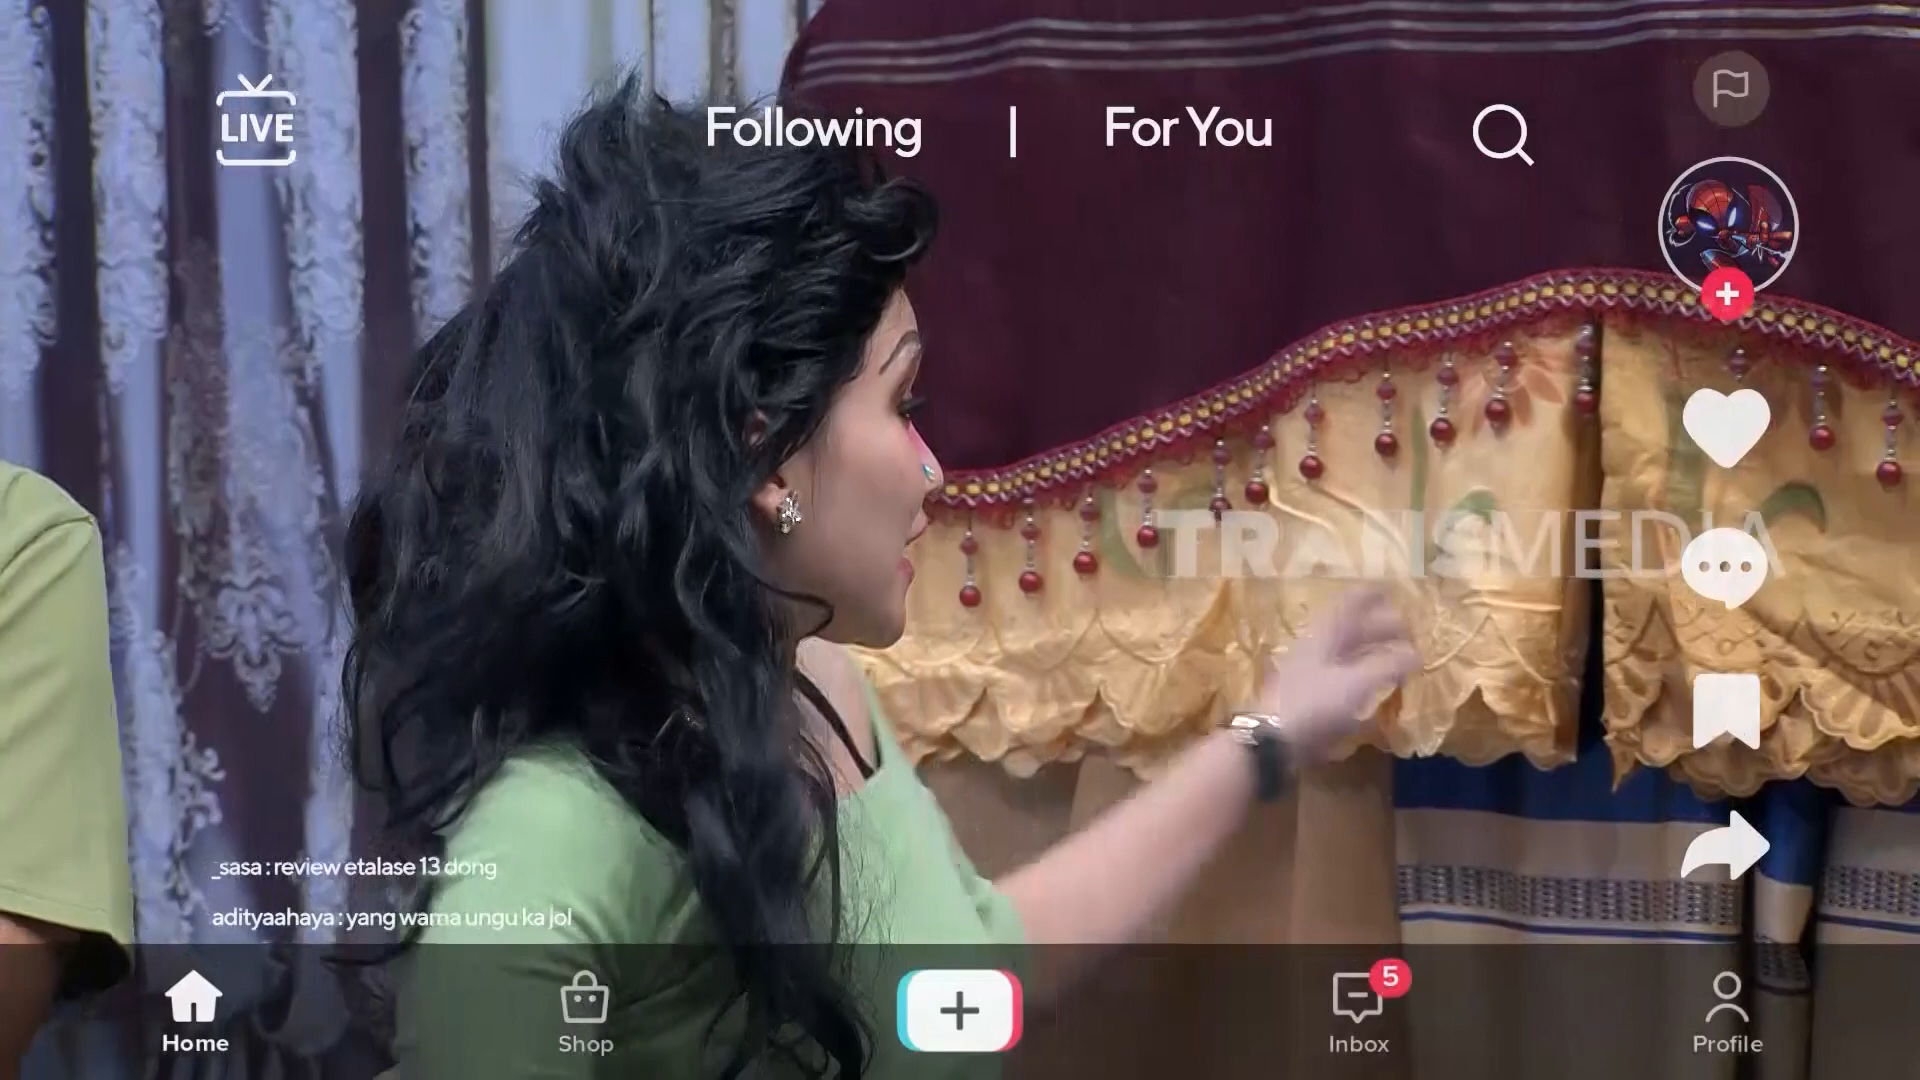 LIVE
Following | For You
TRANSMEDIA
_sasa : review etalase 13 dong
adityaahaya : yang warna ungu ka jol
5
Home
Shop
Inbox
Profile